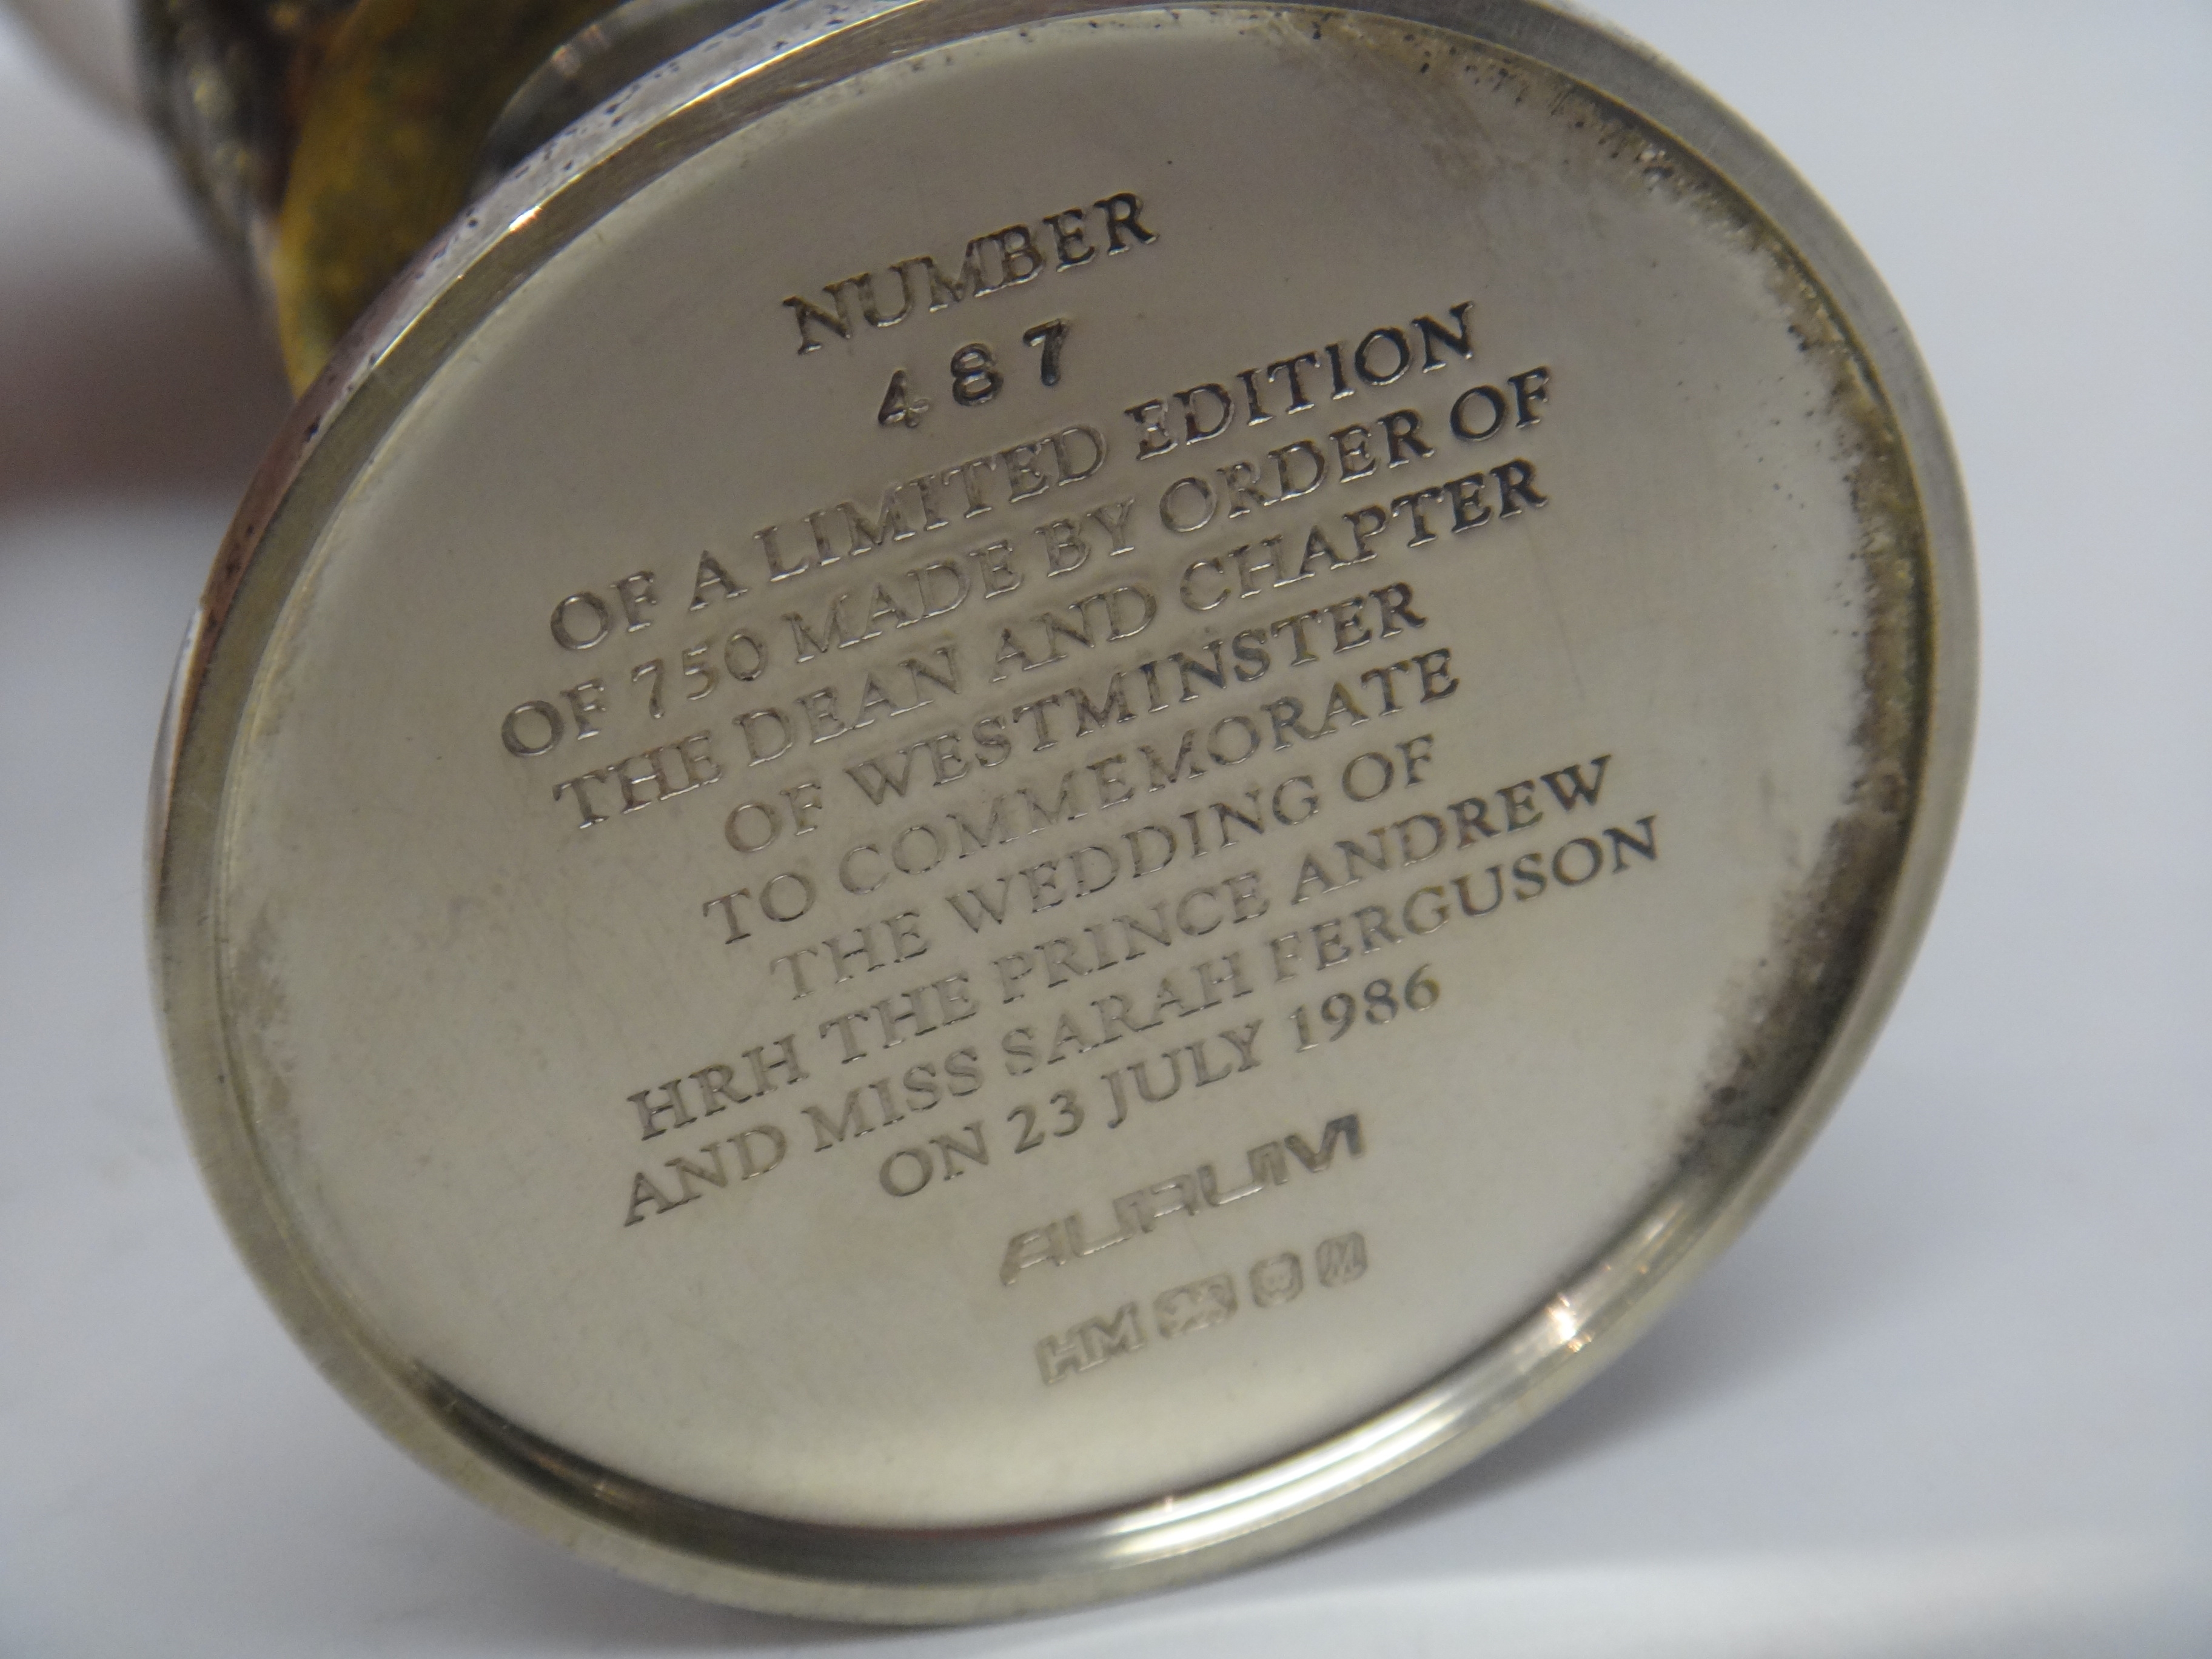 NUMBER
487
OF A LIMITED EDITION
OF 750 MADE BY ORDER OF
THE DEAN AND CHAPTER
OF WESTMINSTER
TO COMMEMORATE
THE WEDDING OF
HRH THE PRINCE ANDREW
AND MISS SARAH FERGUSON
ON 23 JULY 1986
AURUM
HM